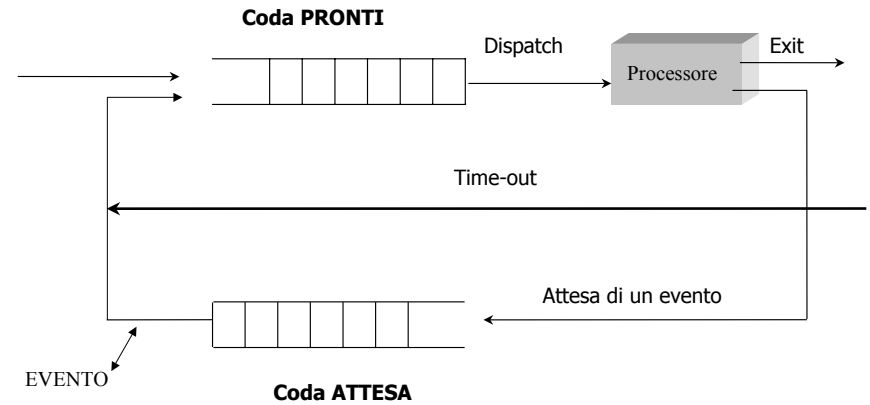 Coda PRONTI
Dispatch
Exit
Processore
Time-out
Attesa di un evento
EVENTO
Coda ATTESA